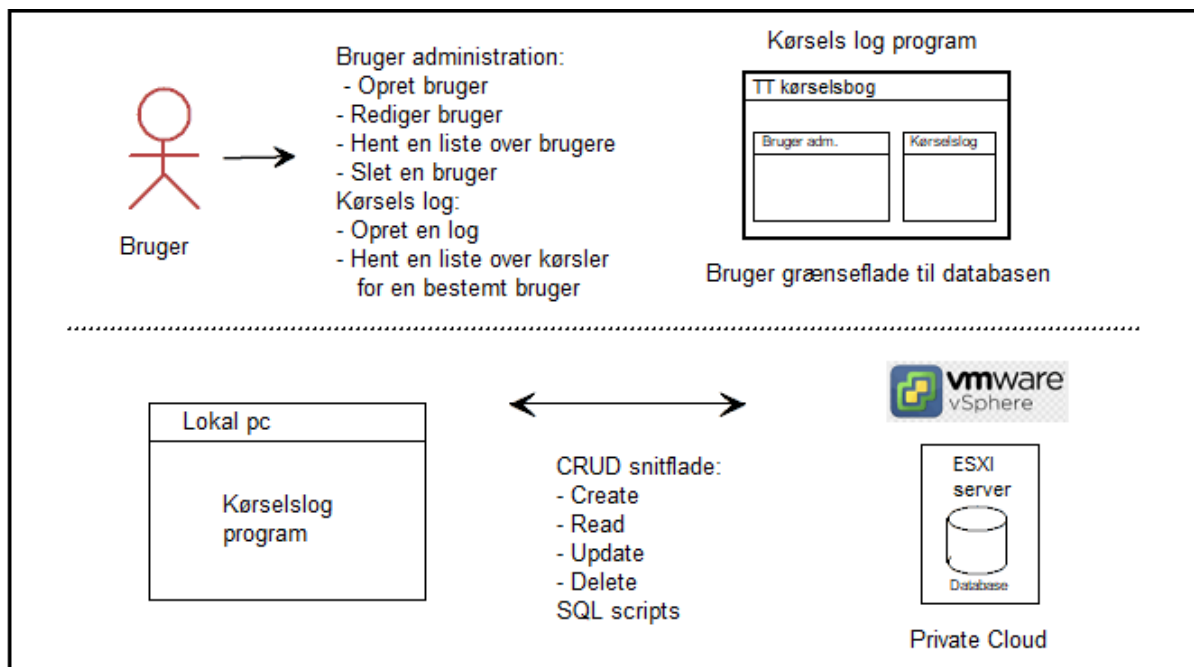 Bruger
Bruger administration:
- Opret bruger
- Rediger bruger
- Hent en liste over brugere
- Slet en bruger
Kørsels log:
- Opret en log
- Hent en liste over kørsler
for en bestemt bruger
Kørsels log program
TT kørselsbog
Bruger adm.
Kørselslog
Bruger grænseflade til databasen
Lokal pc
Kørselslog
program
CRUD snitflade:
- Create
- Read
- Update
- Delete
SQL scripts
vmware
vSphere
ESXI
server
Database
Private Cloud